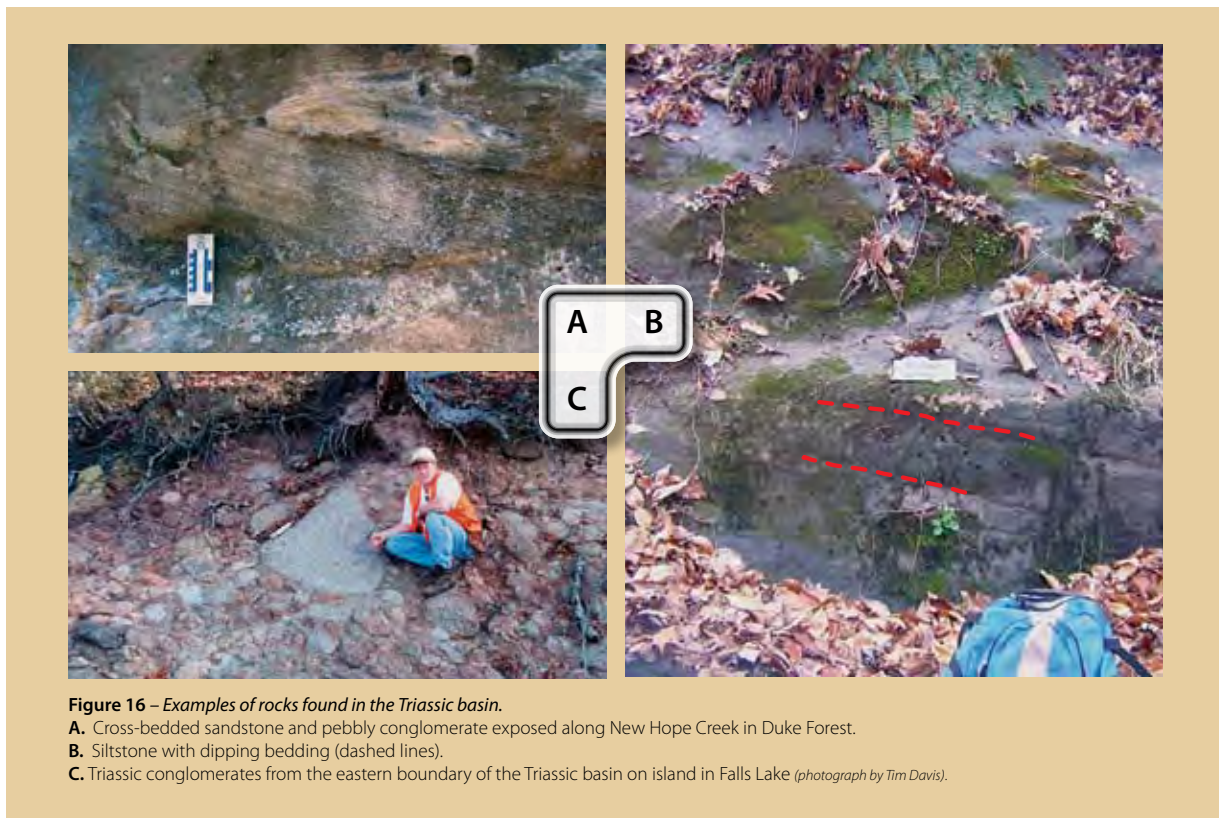 A B
C
Figure 16 – Examples of rocks found in the Triassic basin.
A. Cross-bedded sandstone and pebbly conglomerate exposed along New Hope Creek in Duke Forest.
B. Siltstone with dipping bedding (dashed lines).
C. Triassic conglomerates from the eastern boundary of the Triassic basin on island in Falls Lake (photograph by Tim Davis).